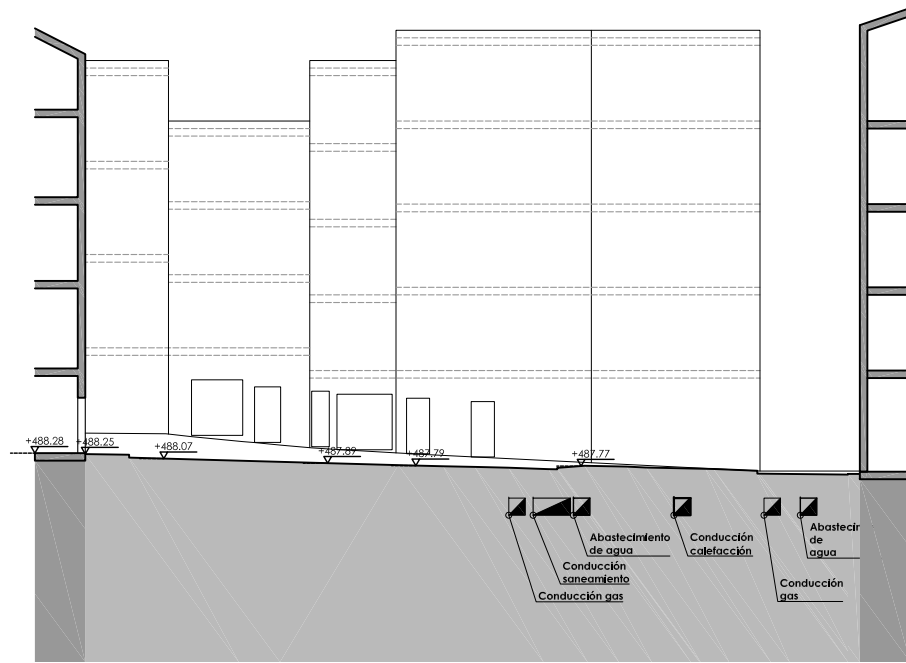 +488.28
+488.25
+488.07
+487.89
+487.79
+487.77
Abastecimiento
de agua
Conducción
saneamiento
Conducción gas
Conducción
calefacción
Abastecir
de
agua
Conducción
gas